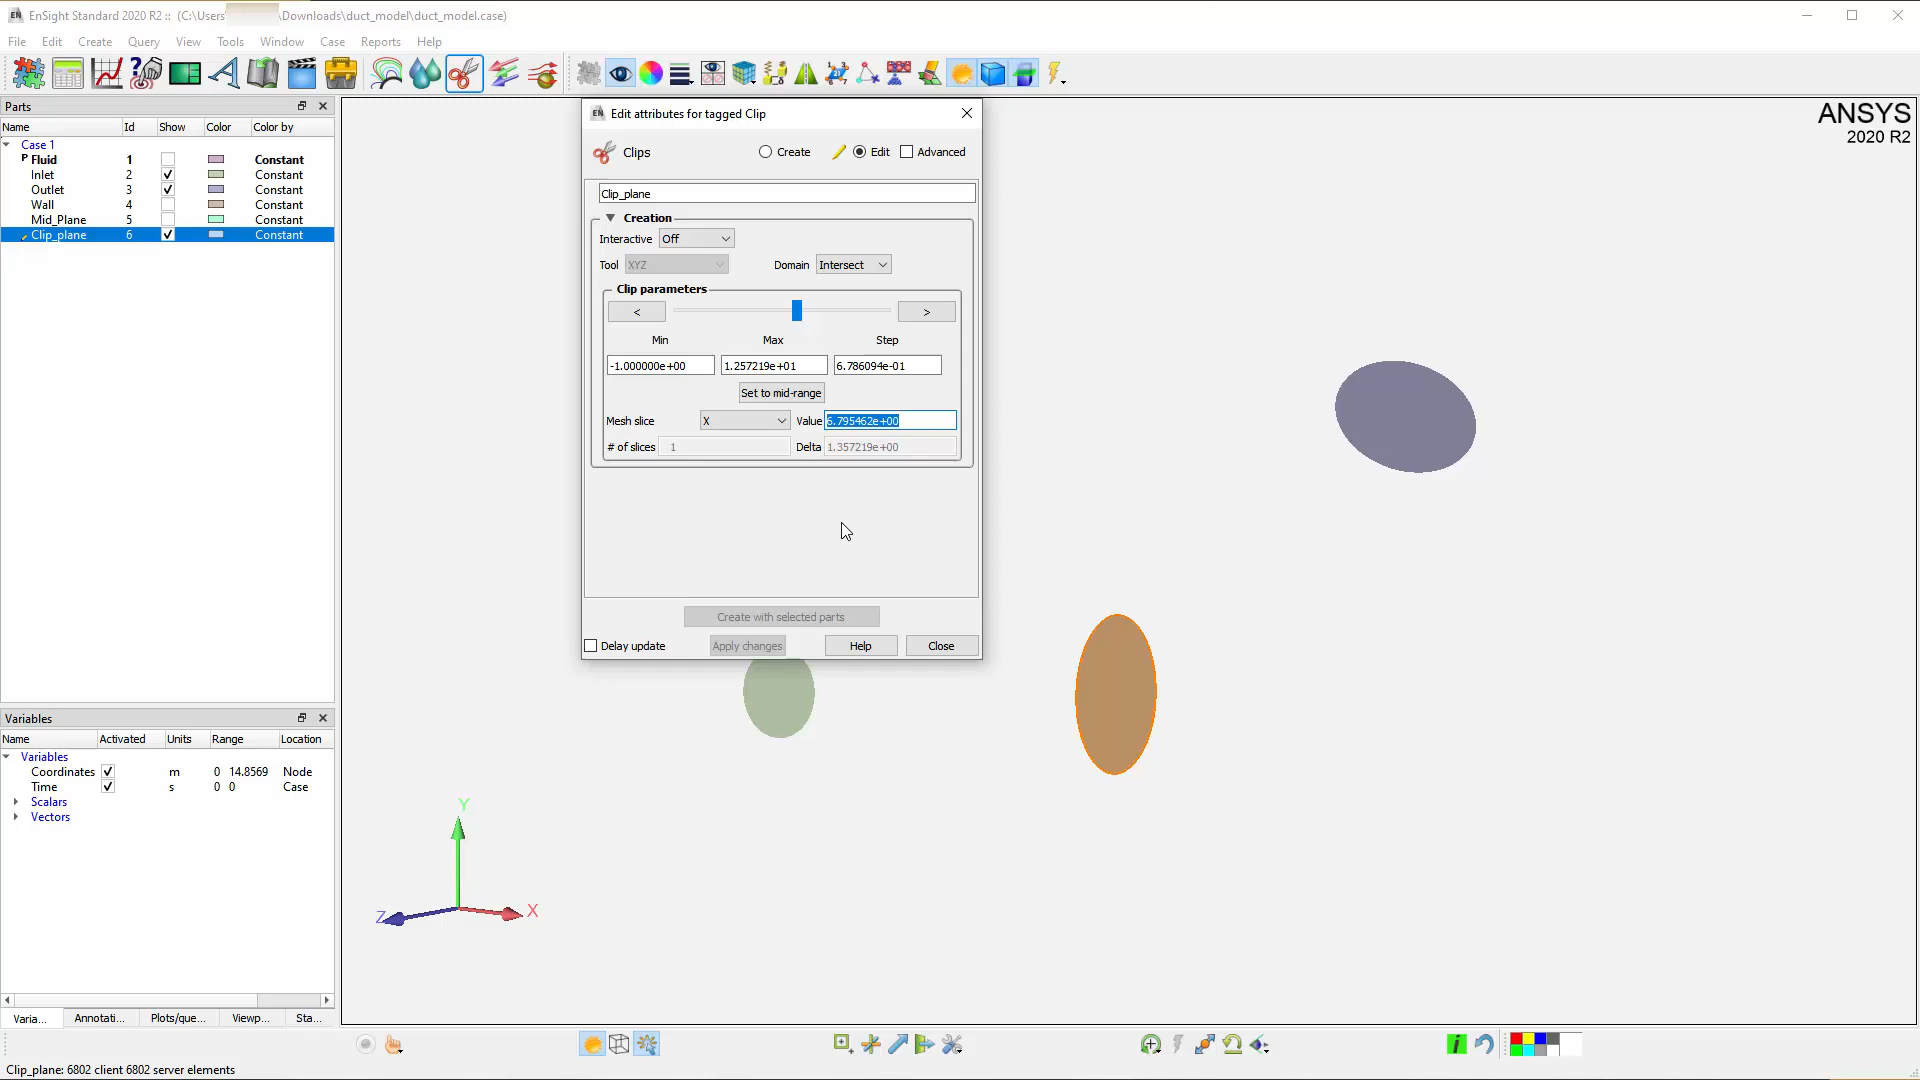 EnSight Standard 2020 R2 :: (C:\Users \Downloads\duct_model\duct_model.case)
File Edit Create Query View Tools Window Case Reports Help
Parts
Name Id Show Color Color by
Case 1
P Fluid 1 Constant
Inlet 2 Constant
Outlet 3 Constant
Wall 4 Constant
Mid_Plane 5 Constant
Clip_plane 6 Constant
Variables
Name Activated Units Range Location
Variables
Coordinates m 0 14.8569 Node
Time s 0 0 Case
Scalars
Vectors
Varia... Annotati... Plots/que... Viewp... Sta...
Clip_plane: 6802 client 6802 server elements
EN Edit attributes for tagged Clip
Clips Create Edit Advanced
Clip_plane
Creation
Interactive Off
Tool XYZ Domain Intersect
Clip parameters
< >
Min Max Step
-1.000000e+00 1.257219e+01 6.786094e-01
Set to mid-range
Mesh slice X Value 6.795462e+00
# of slices 1 Delta 1.357219e+00
Create with selected parts
Delay update Apply changes Help Close
ANSYS
2020 R2
Y
Z X